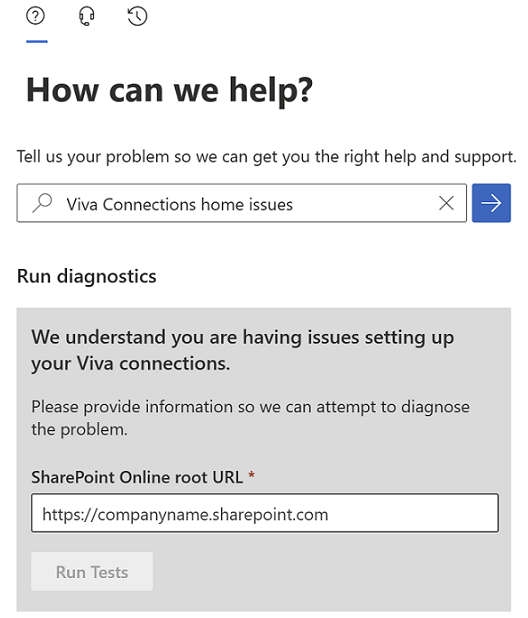 How can we help?
Tell us your problem so we can get you the right help and support.
Viva Connections home issues
Run diagnostics
We understand you are having issues setting up
your Viva connections.
Please provide information so we can attempt to diagnose
the problem.
SharePoint Online root URL *
https://companyname.sharepoint.com
Run Tests